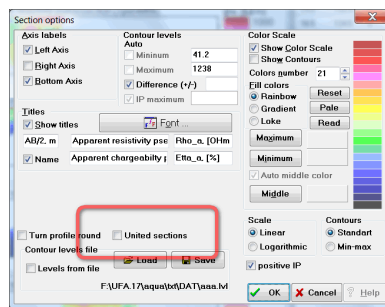 Section options
Axis labels
Left Axis
Right Axis
Bottom Axis
Contour levels
Auto
Mininum 41.2
Maximum 1238
Difference (+/-)
IP maximum
Color Scale
Show Color Scale
Show Contours
Colors number 21
Fill colors
Rainbow
Gradient
Loke
Reset
Pale
Read
Maximum
Minimum
Auto middle color
Middle
Titles
Show titles
Font ...
AB/2, m Apparent resistivity pse Rho_a, [OHm
Name Apparent chargeabilty p Etta_a, [%]
Turn profile round
United sections
Contour levels file
Levels from file
Load
Save
F:\UFA.17\aqua\txt\DAT\aaa.lvl
Scale
Linear
Logarithmic
Contours
Standart
Min-max
positive IP
OK
Cancel
Help